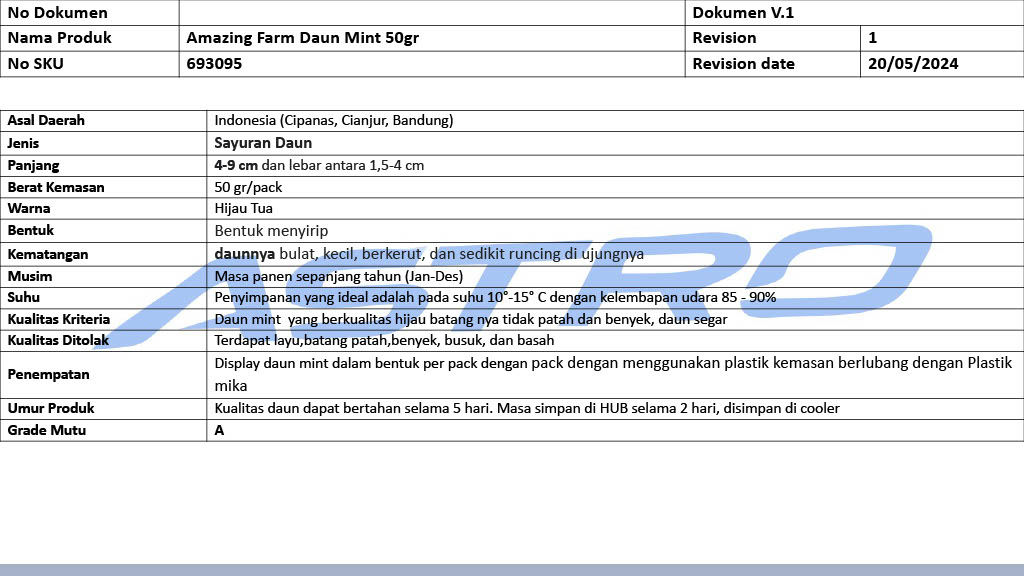 No Dokumen Dokumen V.1
Nama Produk Amazing Farm Daun Mint 50gr Revision 1
No SKU 693095 Revision date 20/05/2024
Asal Daerah Indonesia (Cipanas, Cianjur, Bandung)
Jenis Sayuran Daun
Panjang 4-9 cm dan lebar antara 1,5-4 cm
Berat Kemasan 50 gr/pack
Warna Hijau Tua
Bentuk Bentuk menyirip
Kematangan daunnya bulat, kecil, berkerut, dan sedikit runcing di ujungnya
Musim Masa panen sepanjang tahun (Jan-Des)
Suhu Penyimpanan yang ideal adalah pada suhu 10°-15° C dengan kelembapan udara 85 - 90%
Kualitas Kriteria Daun mint yang berkualitas hijau batang nya tidak patah dan benyek, daun segar
Kualitas Ditolak Terdapat layu,batang patah,benyek, busuk, dan basah
Penempatan Display daun mint dalam bentuk per pack dengan pack dengan menggunakan plastik kemasan berlubang dengan Plastik
mika
Umur Produk Kualitas daun dapat bertahan selama 5 hari. Masa simpan di HUB selama 2 hari, disimpan di cooler
Grade Mutu A
ASTRO